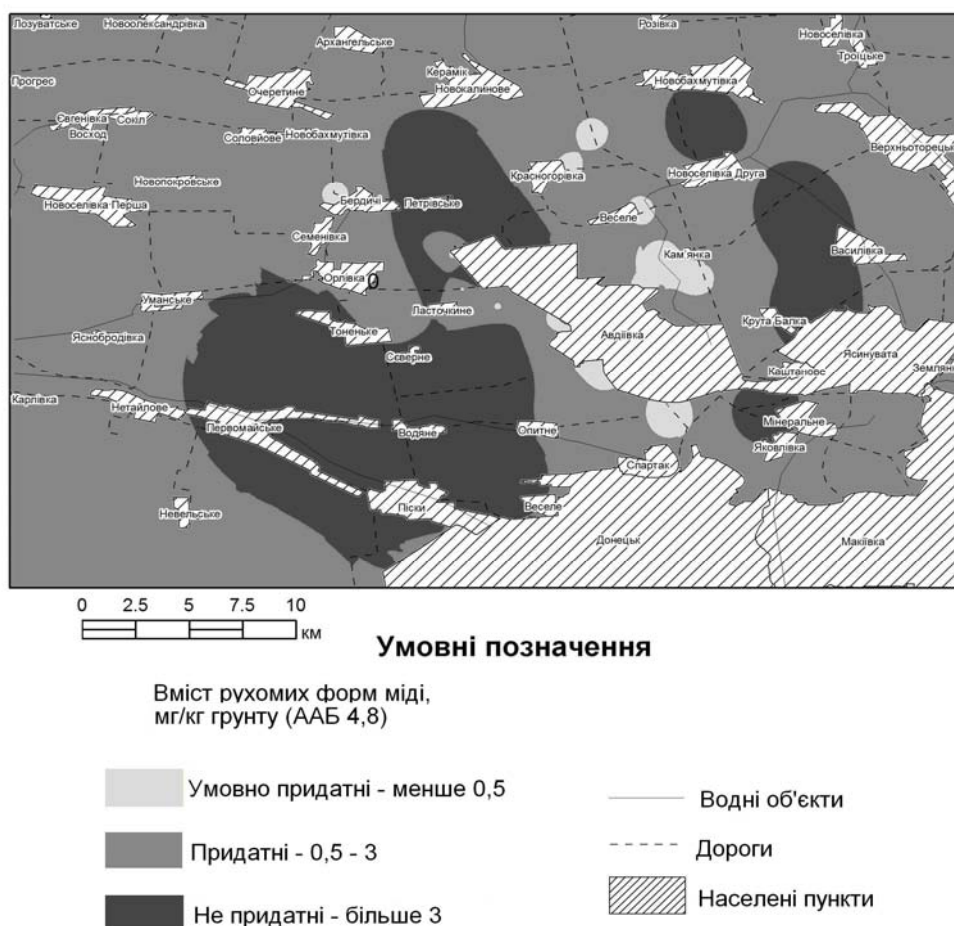 Лозуватське
Новоолександрівка
Розівка
Новоселівка
Архангельське
Троїцьке
Прогрес
Керамік
Новокалинове
Новобахмутівка
Очеретине
Євгенівка
Сокіл
Восход
Соловйове
Новобахмутівка
Верхньоторецьк
Красногорівка
Новоселівка Друга
Новопокровське
Новоселівка Перша
Бердичі
Петрівське
Веселе
Семенівка
Василівка
Кам'янка
Орлівка
0
Уманське
Ласточкине
Крута Балка
Яснобродівка
Тоненьке
Авдіївка
Сєверне
Ясинувата
Каштанове
Землянк
Карлівка
Нетайлове
Первомайське
Водяне
Опитне
Мінеральне
Яковлівка
Спартак
Невельське
Піски
Веселе
Донецьк
Макіївка
0 2.5 5 7.5 10
км
Умовні позначення
Вміст рухомих форм міді,
мг/кг грунту (ААБ 4,8)
Умовно придатні - менше 0,5
Водні об'єкти
Придатні - 0,5 - 3
Дороги
Не придатні - більше 3
Населені пункти